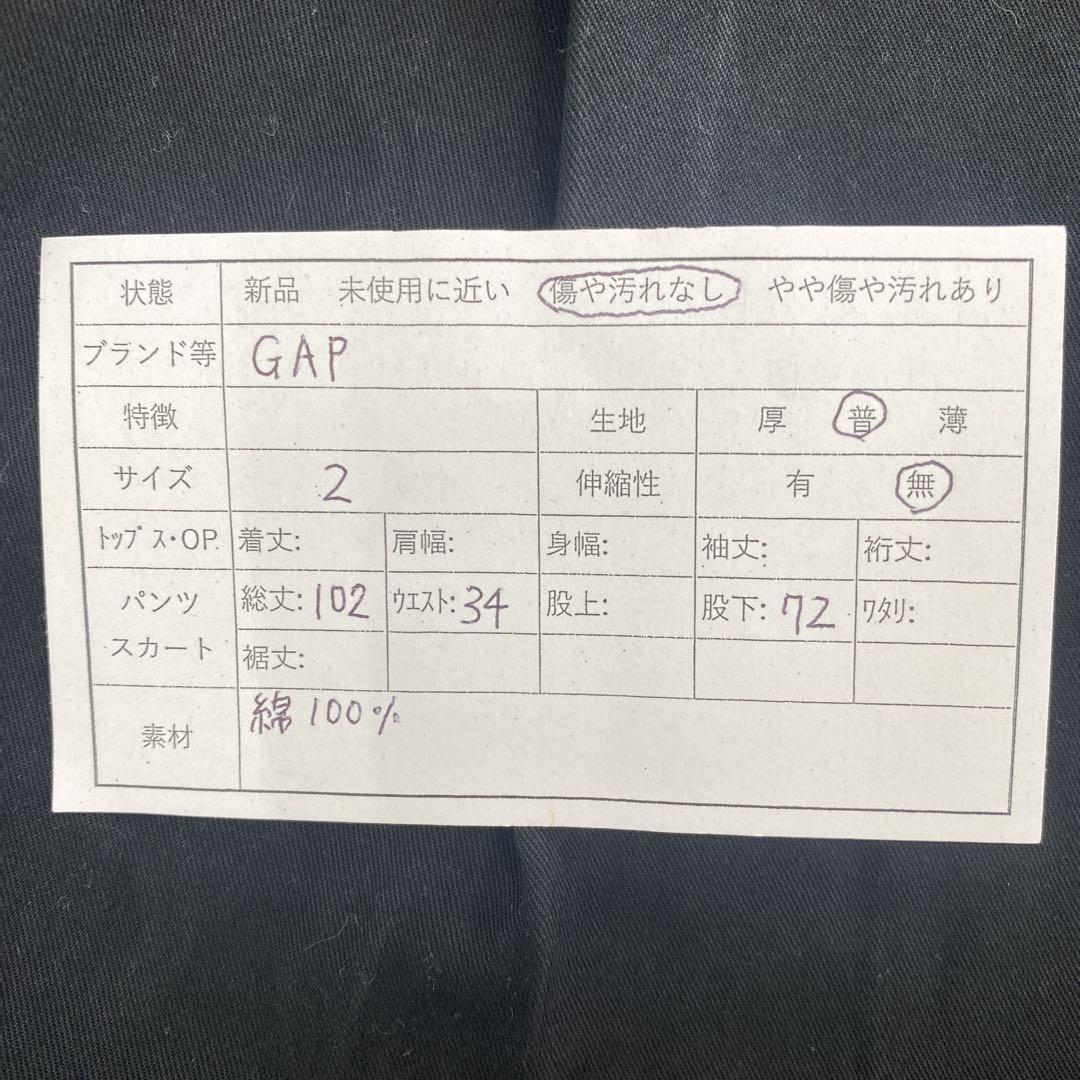 状態 新品 未使用に近い 傷や汚れなし やや傷や汚れあり
ブランド等 GAP
特徴 生地 厚 普 薄
サイズ 2 伸縮性 有 無
トップス・OP. 着丈: 肩幅: 身幅: 袖丈: 裄丈:
パンツ 総丈:102 ウエスト:34 股上: 股下:72 ワタリ:
スカート 裾丈:
素材 綿100%